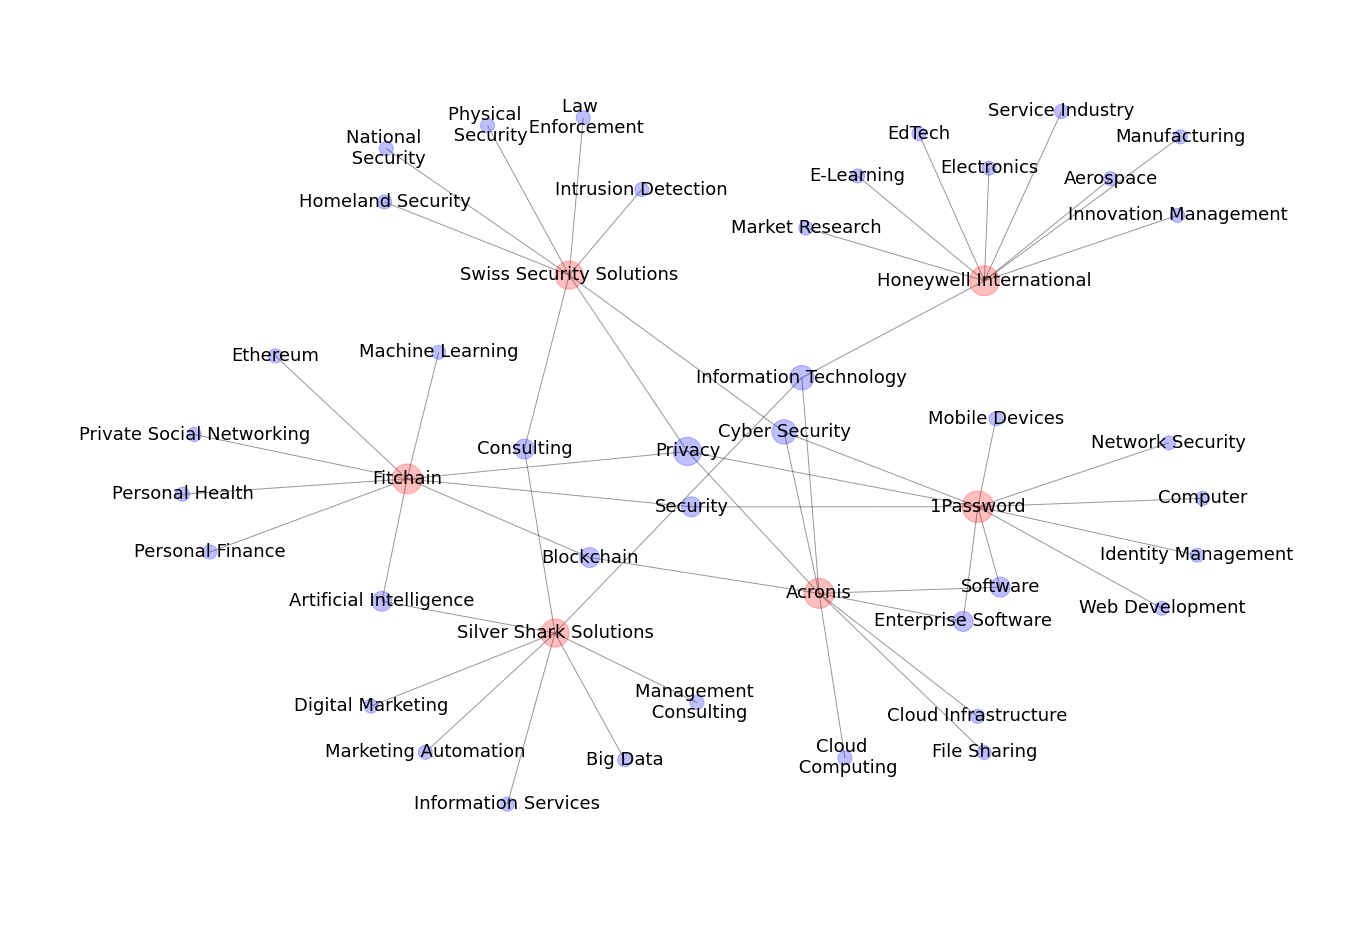 Law
Enforcement
Physical
Security
National
Security
Homeland Security
Intrusion Detection
Swiss Security Solutions
Service Industry
EdTech
Manufacturing
Electronics
E-Learning
Aerospace
Innovation Management
Market Research
Honeywell International
Ethereum
Machine Learning
Information Technology
Private Social Networking
Consulting
Privacy
Cyber Security
Mobile Devices
Network Security
Fitchain
Personal Health
Security
1Password
Computer
Personal Finance
Blockchain
Identity Management
Acronis
Software
Artificial Intelligence
Enterprise Software
Web Development
Silver Shark Solutions
Digital Marketing
Management
Consulting
Cloud Infrastructure
Marketing Automation
Big Data
Cloud
Computing
File Sharing
Information Services